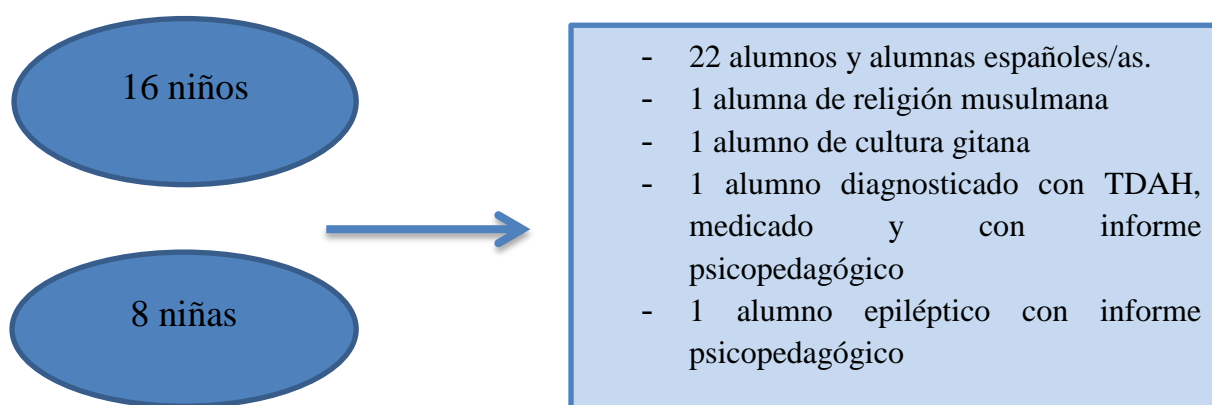 16 niños
8 niñas
- 22 alumnos y alumnas españoles/as.
- 1 alumna de religión musulmana
- 1 alumno de cultura gitana
- 1 alumno diagnosticado con TDAH,
medicado y con informe
psicopedagógico
- 1 alumno epiléptico con informe
psicopedagógico